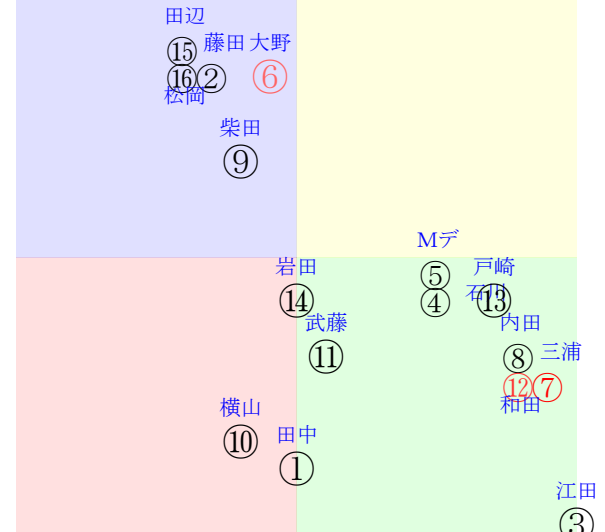 田辺
藤田 大野
⑮
⑯② ⑥
松岡
柴田
⑨
Mデ
岩田 ⑤ 戸崎
石川
⑭ ④ ⑬
武藤 内田
⑪ ⑧ 三浦
⑫⑦
横山 和田
⑩ 田中
①
江田
③